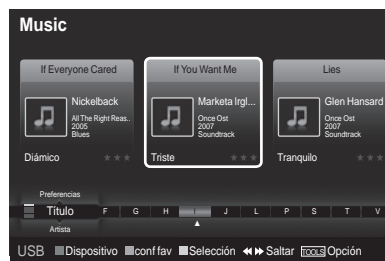 Music
If Everyone Cared
If You Want Me
Lies
Nickelback
All The Right Reas..
2005
Blues
Marketa Irgl...
Once Ost
2007
Soundtrack
Glen Hansard
Once Ost
2007
Soundtrack
Diámico
Triste
Tranquilo
Preferencias
Título F G H I J L P S T V
Artista
USB Dispositivo conf fav Selección Saltar TOOLS Opción